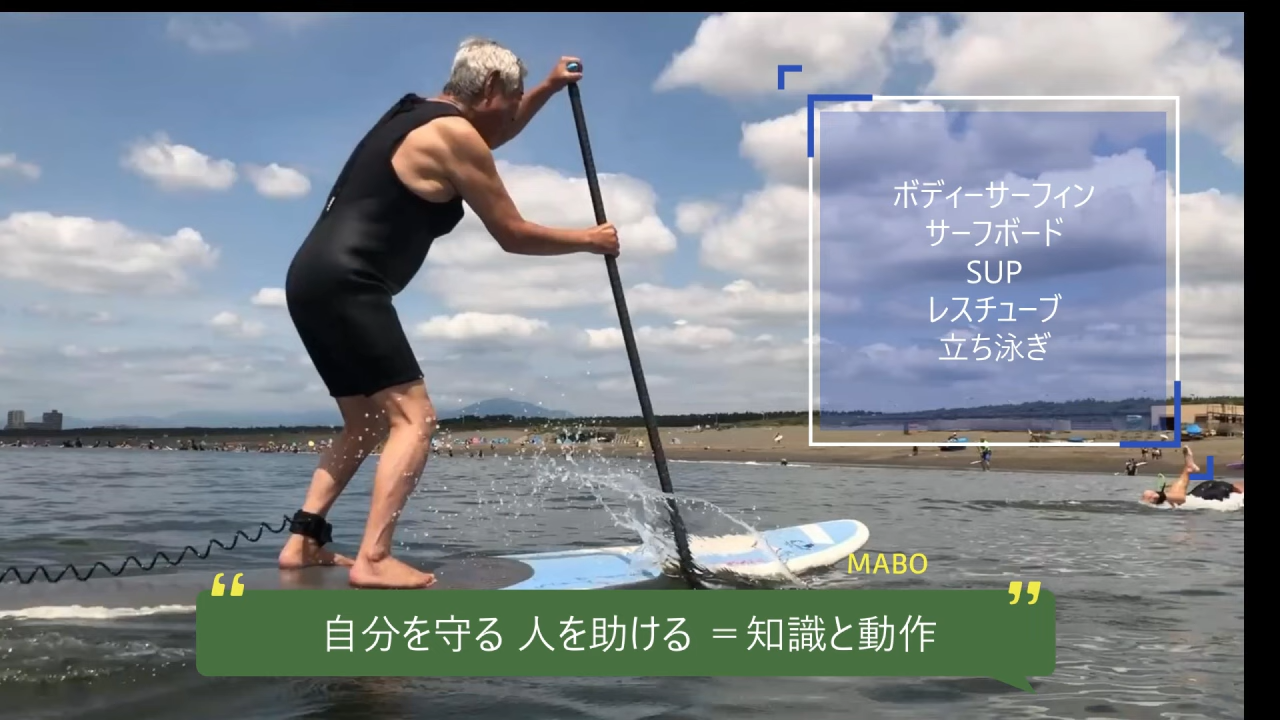 ボディーサーフィン
サーフボード
SUP
レスチューブ
立ち泳ぎ
MABO
“ ”
自分を守る 人を助ける ＝知識と動作